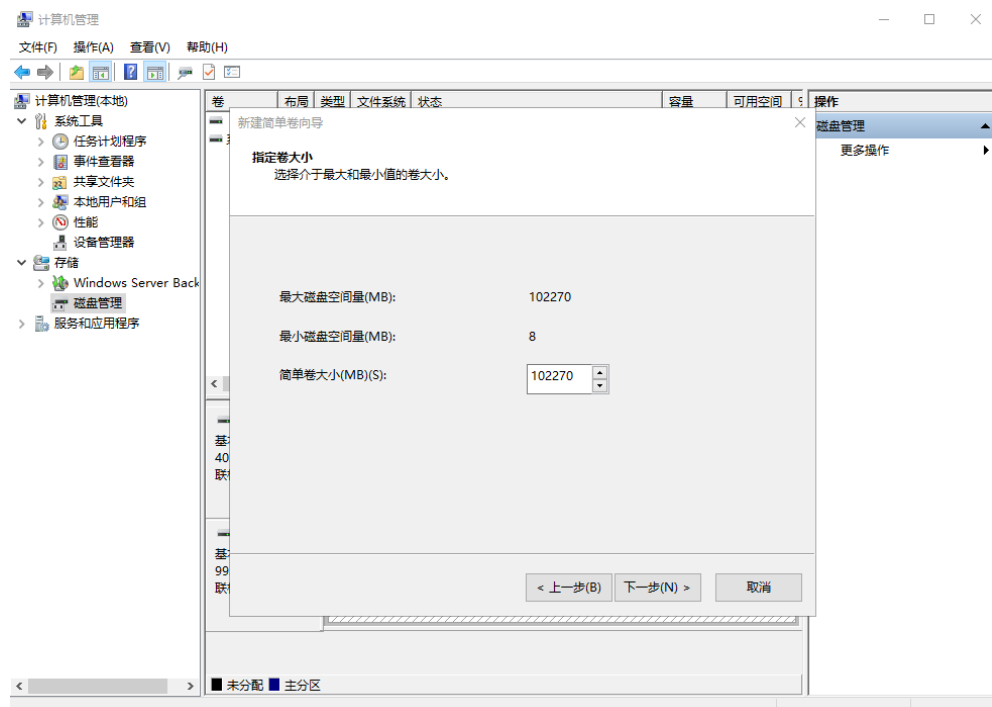 计算机管理
文件(F) 操作(A) 查看(V) 帮助(H)
计算机管理(本地)
系统工具
任务计划程序
事件查看器
共享文件夹
本地用户和组
性能
设备管理器
存储
Windows Server Back
磁盘管理
服务和应用程序
卷 布局 类型 文件系统 状态 容量 可用空间
操作
磁盘管理
更多操作
新建简单卷向导
指定卷大小
选择介于最大和最小值的卷大小。
最大磁盘空间量(MB): 102270
最小磁盘空间量(MB): 8
简单卷大小(MB)(S): 102270
< 上一步(B) 下一步(N) > 取消
基
40
联
基
99
联
未分配 主分区